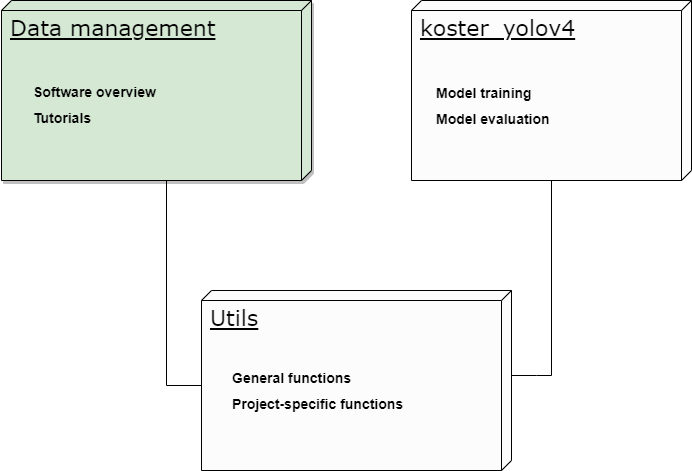 Data management
Software overview
Tutorials
koster_yolov4
Model training
Model evaluation
Utils
General functions
Project-specific functions